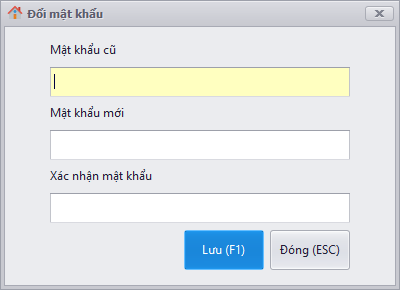 Đổi mật khẩu
Mật khẩu cũ
Mật khẩu mới
Xác nhận mật khẩu
Lưu (F1)
Đóng (ESC)